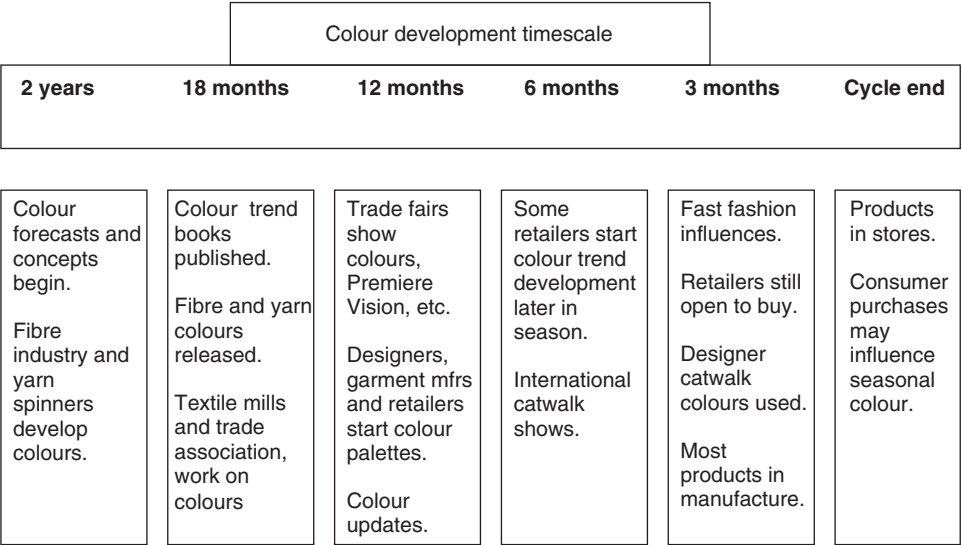 Colour development timescale
2 years 18 months 12 months 6 months 3 months Cycle end
Colour
forecasts and
concepts
begin.
Fibre
industry and
yarn
spinners
develop
colours.
Colour trend
books
published.
Fibre and yarn
colours
released.
Textile mills
and trade
association,
work on
colours
Trade fairs
show
colours,
Premiere
Vision, etc.
Designers,
garment mfrs
and retailers
start colour
palettes.
Colour
updates.
Some
retailers start
colour trend
development
later in
season.
International
catwalk
shows.
Fast fashion
influences.
Retailers still
open to buy.
Designer
catwalk
colours used.
Most
products in
manufacture.
Products
in stores.
Consumer
purchases
may
influence
seasonal
colour.